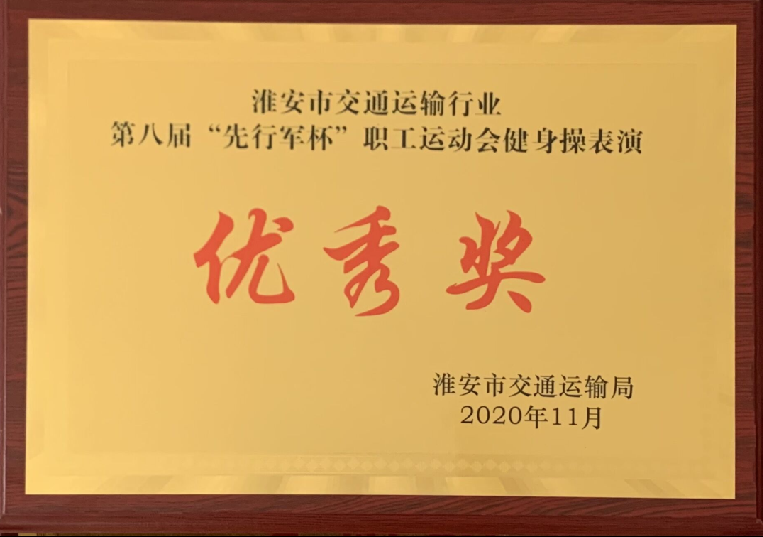 淮安市交通运输行业
第八届“先行军杯”职工运动会健身操表演
优秀奖
淮安市交通运输局
2020年11月